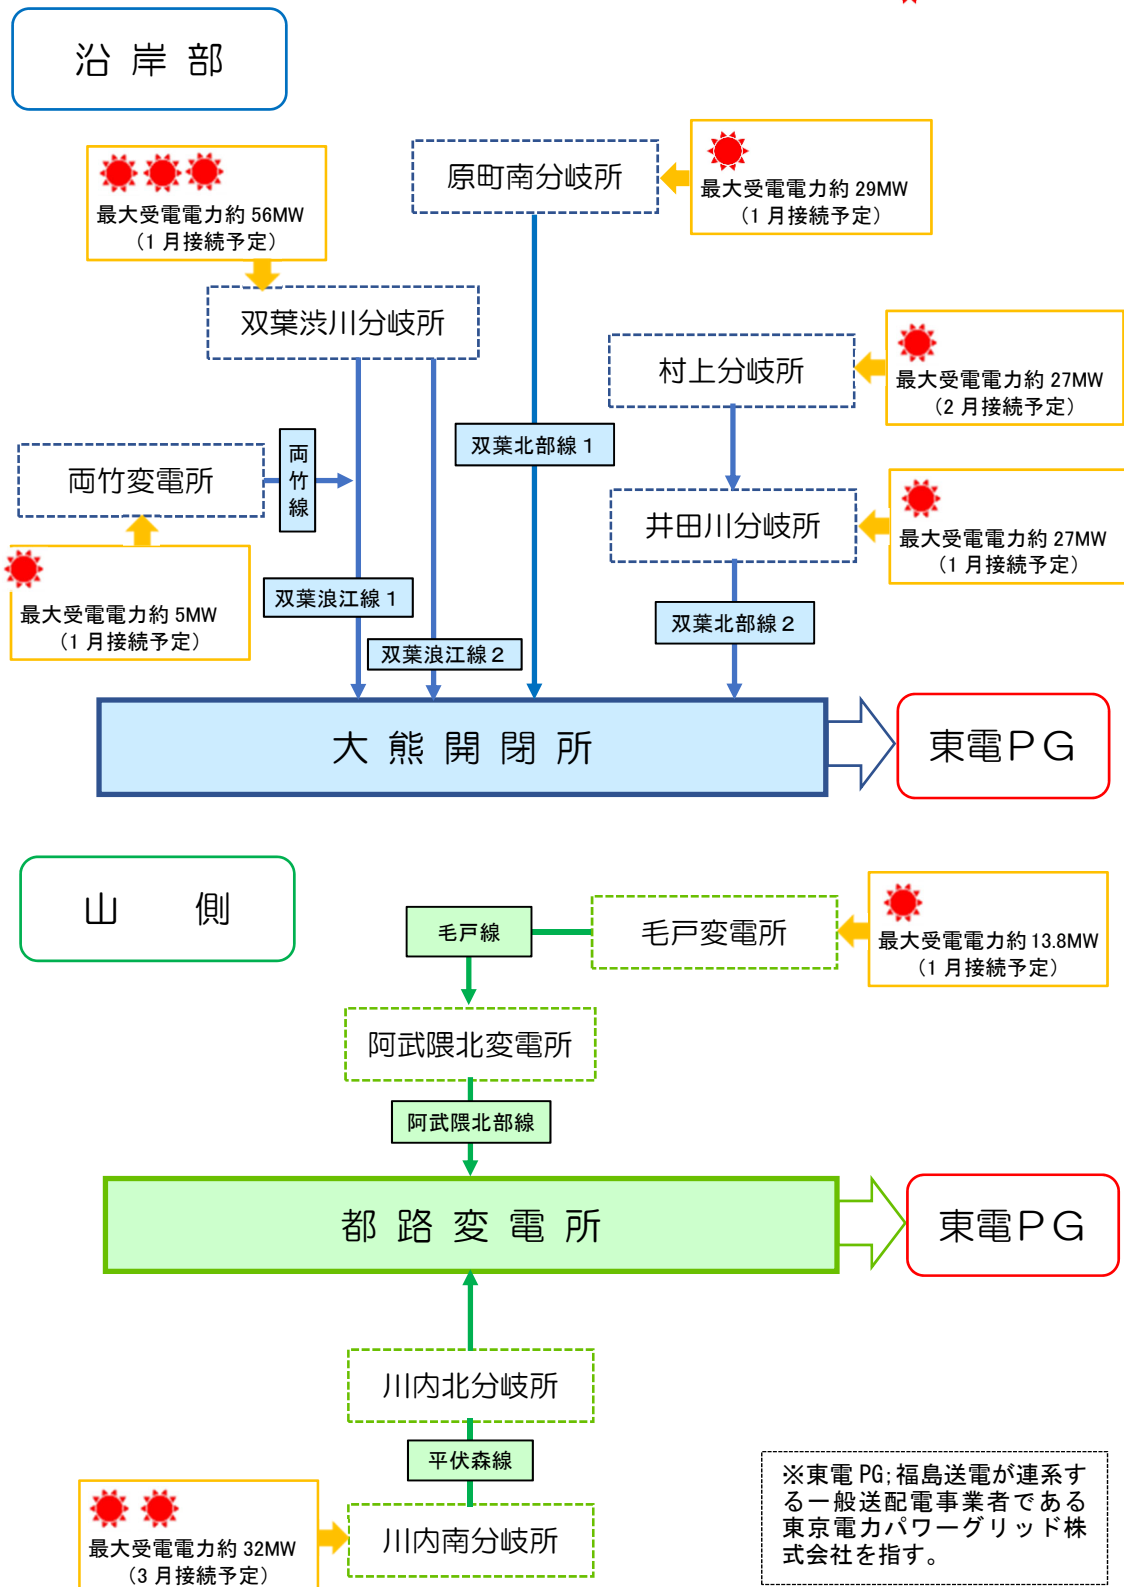 沿岸部
最大受電電力約 56MW
（1 月接続予定）
原町南分岐所
最大受電電力約 29MW
（1 月接続予定）
双葉渋川分岐所
村上分岐所
最大受電電力約 27MW
（2 月接続予定）
両竹変電所
両竹線
双葉北部線１
井田川分岐所
最大受電電力約 27MW
（1 月接続予定）
最大受電電力約 5MW
（1 月接続予定）
双葉浪江線１
双葉浪江線２
双葉北部線２
大熊開閉所
東電ＰＧ
山　側
毛戸線
毛戸変電所
最大受電電力約 13.8MW
（1 月接続予定）
阿武隈北変電所
阿武隈北部線
都路変電所
東電ＰＧ
川内北分岐所
平伏森線
川内南分岐所
最大受電電力約 32MW
（3 月接続予定）
※東電 PG;福島送電が連系す
る一般送配電事業者である
東京電力パワーグリッド株
式会社を指す。